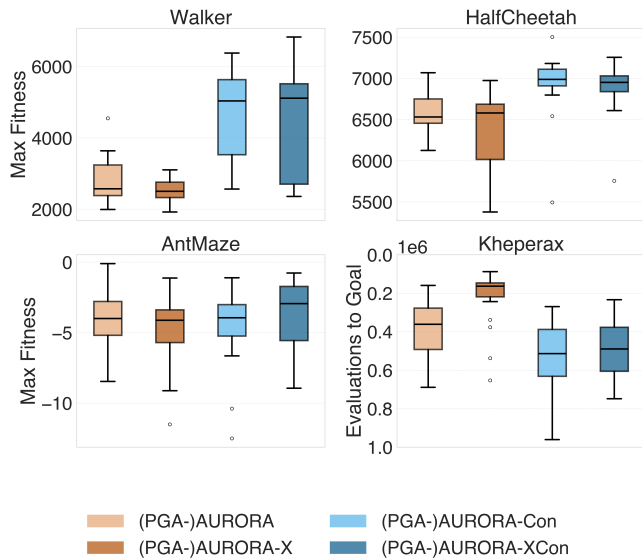 Walker
Max Fitness
6000
4000
2000
HalfCheetah
7500
7000
6500
6000
5500
AntMaze
Max Fitness
0
−5
−10
Kheperax
1e6
Evaluations to Goal
0.0
0.2
0.4
0.6
0.8
1.0
(PGA-)AURORA
(PGA-)AURORA-X
(PGA-)AURORA-Con
(PGA-)AURORA-XCon